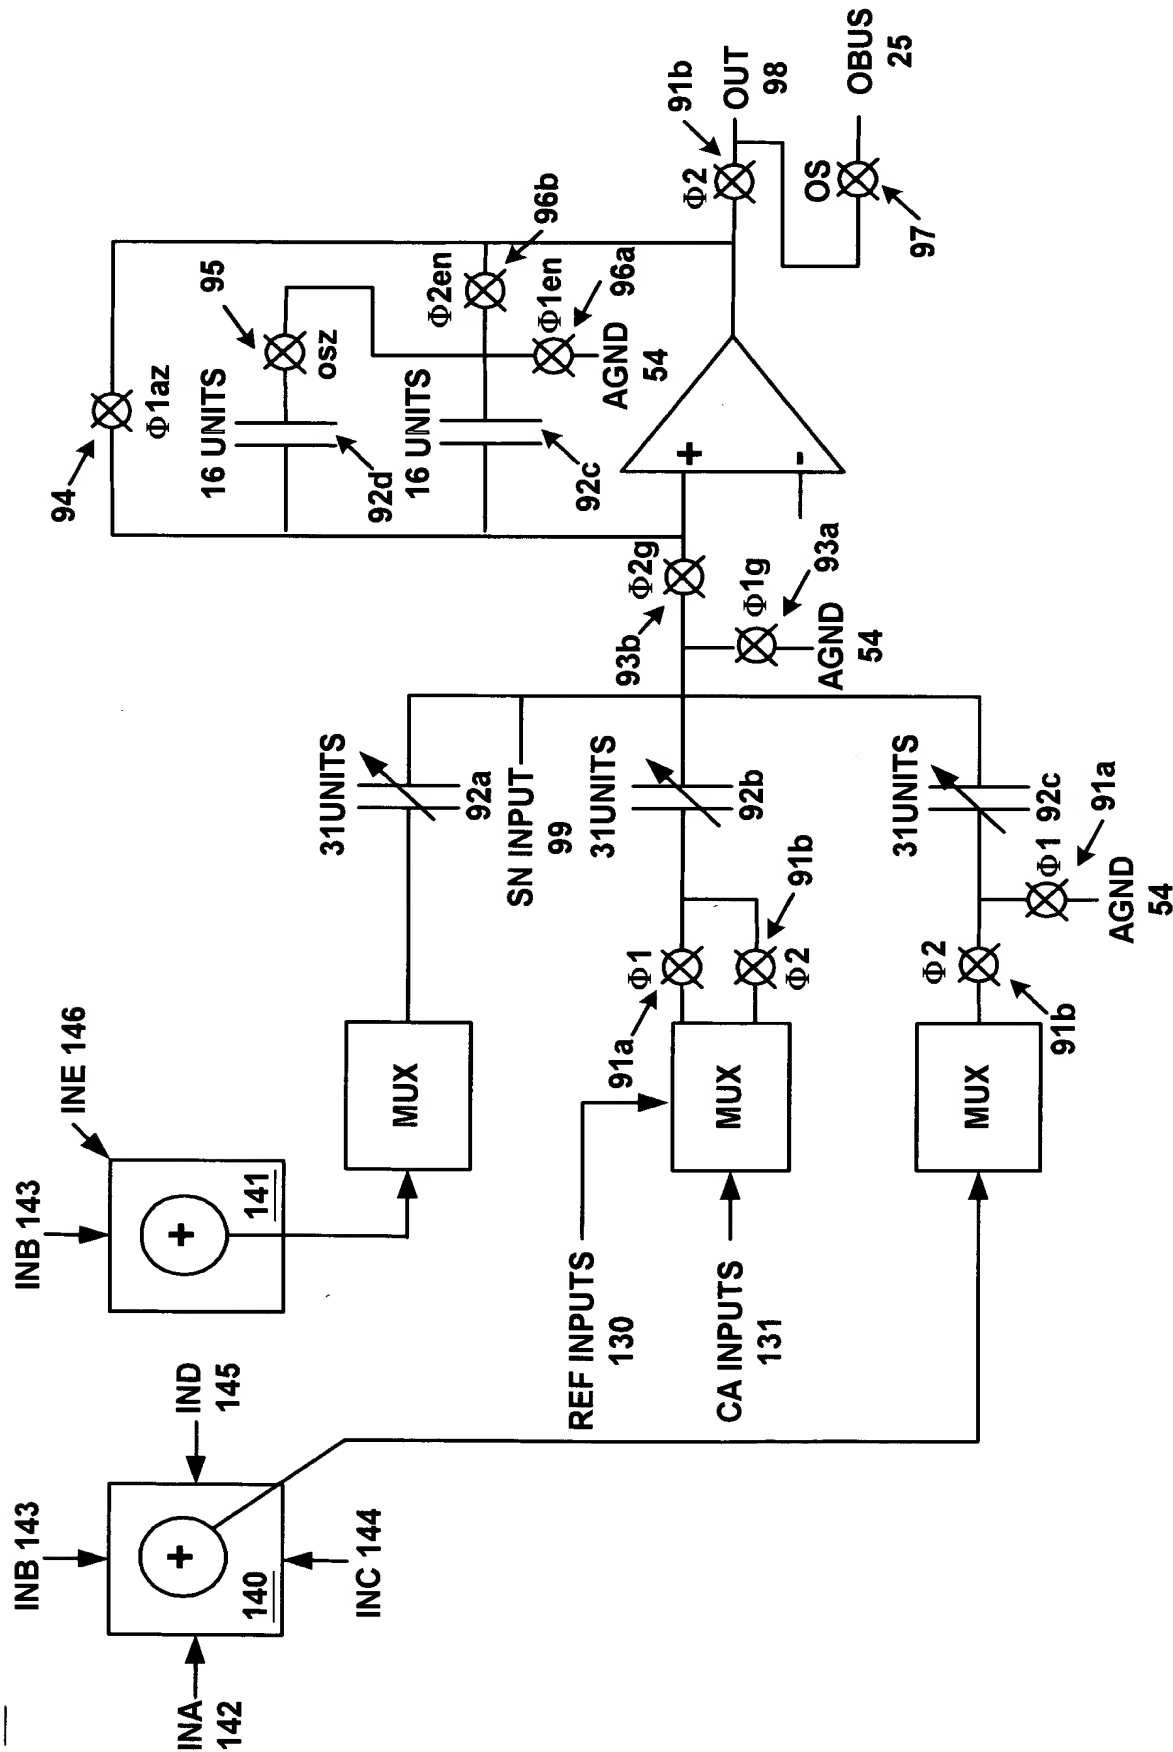 INB 143
INA
142
140
INC 144
IND
145
INB 143
INE 146
141
MUX
31UNITS
92a
SN INPUT
99
REF INPUTS
130
CA INPUTS
131
MUX
91a
Φ1
Φ2
91b
31UNITS
92b
MUX
Φ2
91b
31UNITS
92c
Φ1
91a
AGND
54
93b
Φ2g
Φ1g
93a
AGND
54
94
Φ1az
16 UNITS
92d
95
osz
16 UNITS
92c
Φ2en
96b
Φ1en
96a
AGND
54
+
-
Φ2
91b
OUT
98
OS
97
OBUS
25
+
+